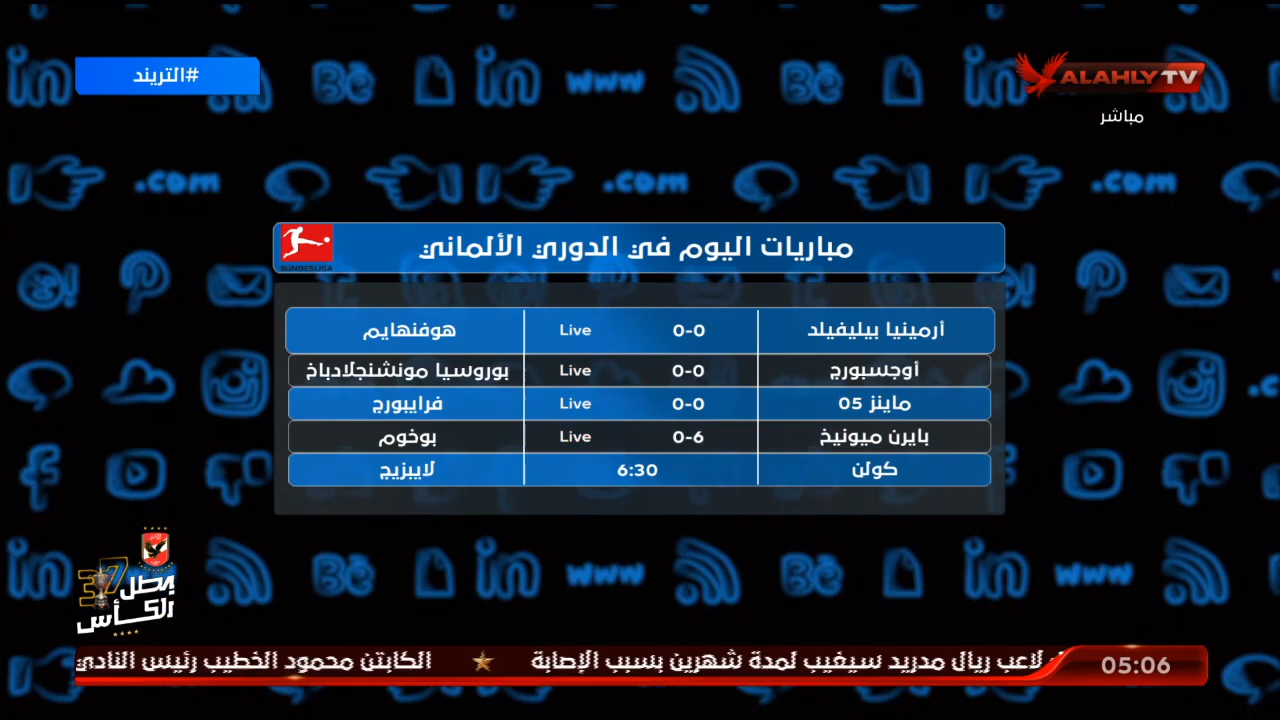 #التريند
ALAHLY TV
مباشر
مباريات اليوم في الدوري الألماني
BUNDESLIGA
أرمينيا بيليفيلد 0-0 Live هوفنهايم
أوجسبورج 0-0 Live بوروسيا مونشنجلادباخ
ماينز 05 0-0 Live فرايبورج
بايرن ميونيخ 0-6 Live بوخوم
كولن 6:30 لايبزيج
بطل 37
الكأس
05:06 لاعب ريال مدريد سيغيب لمدة شهرين بسبب الإصابة الكابتن محمود الخطيب رئيس النادي